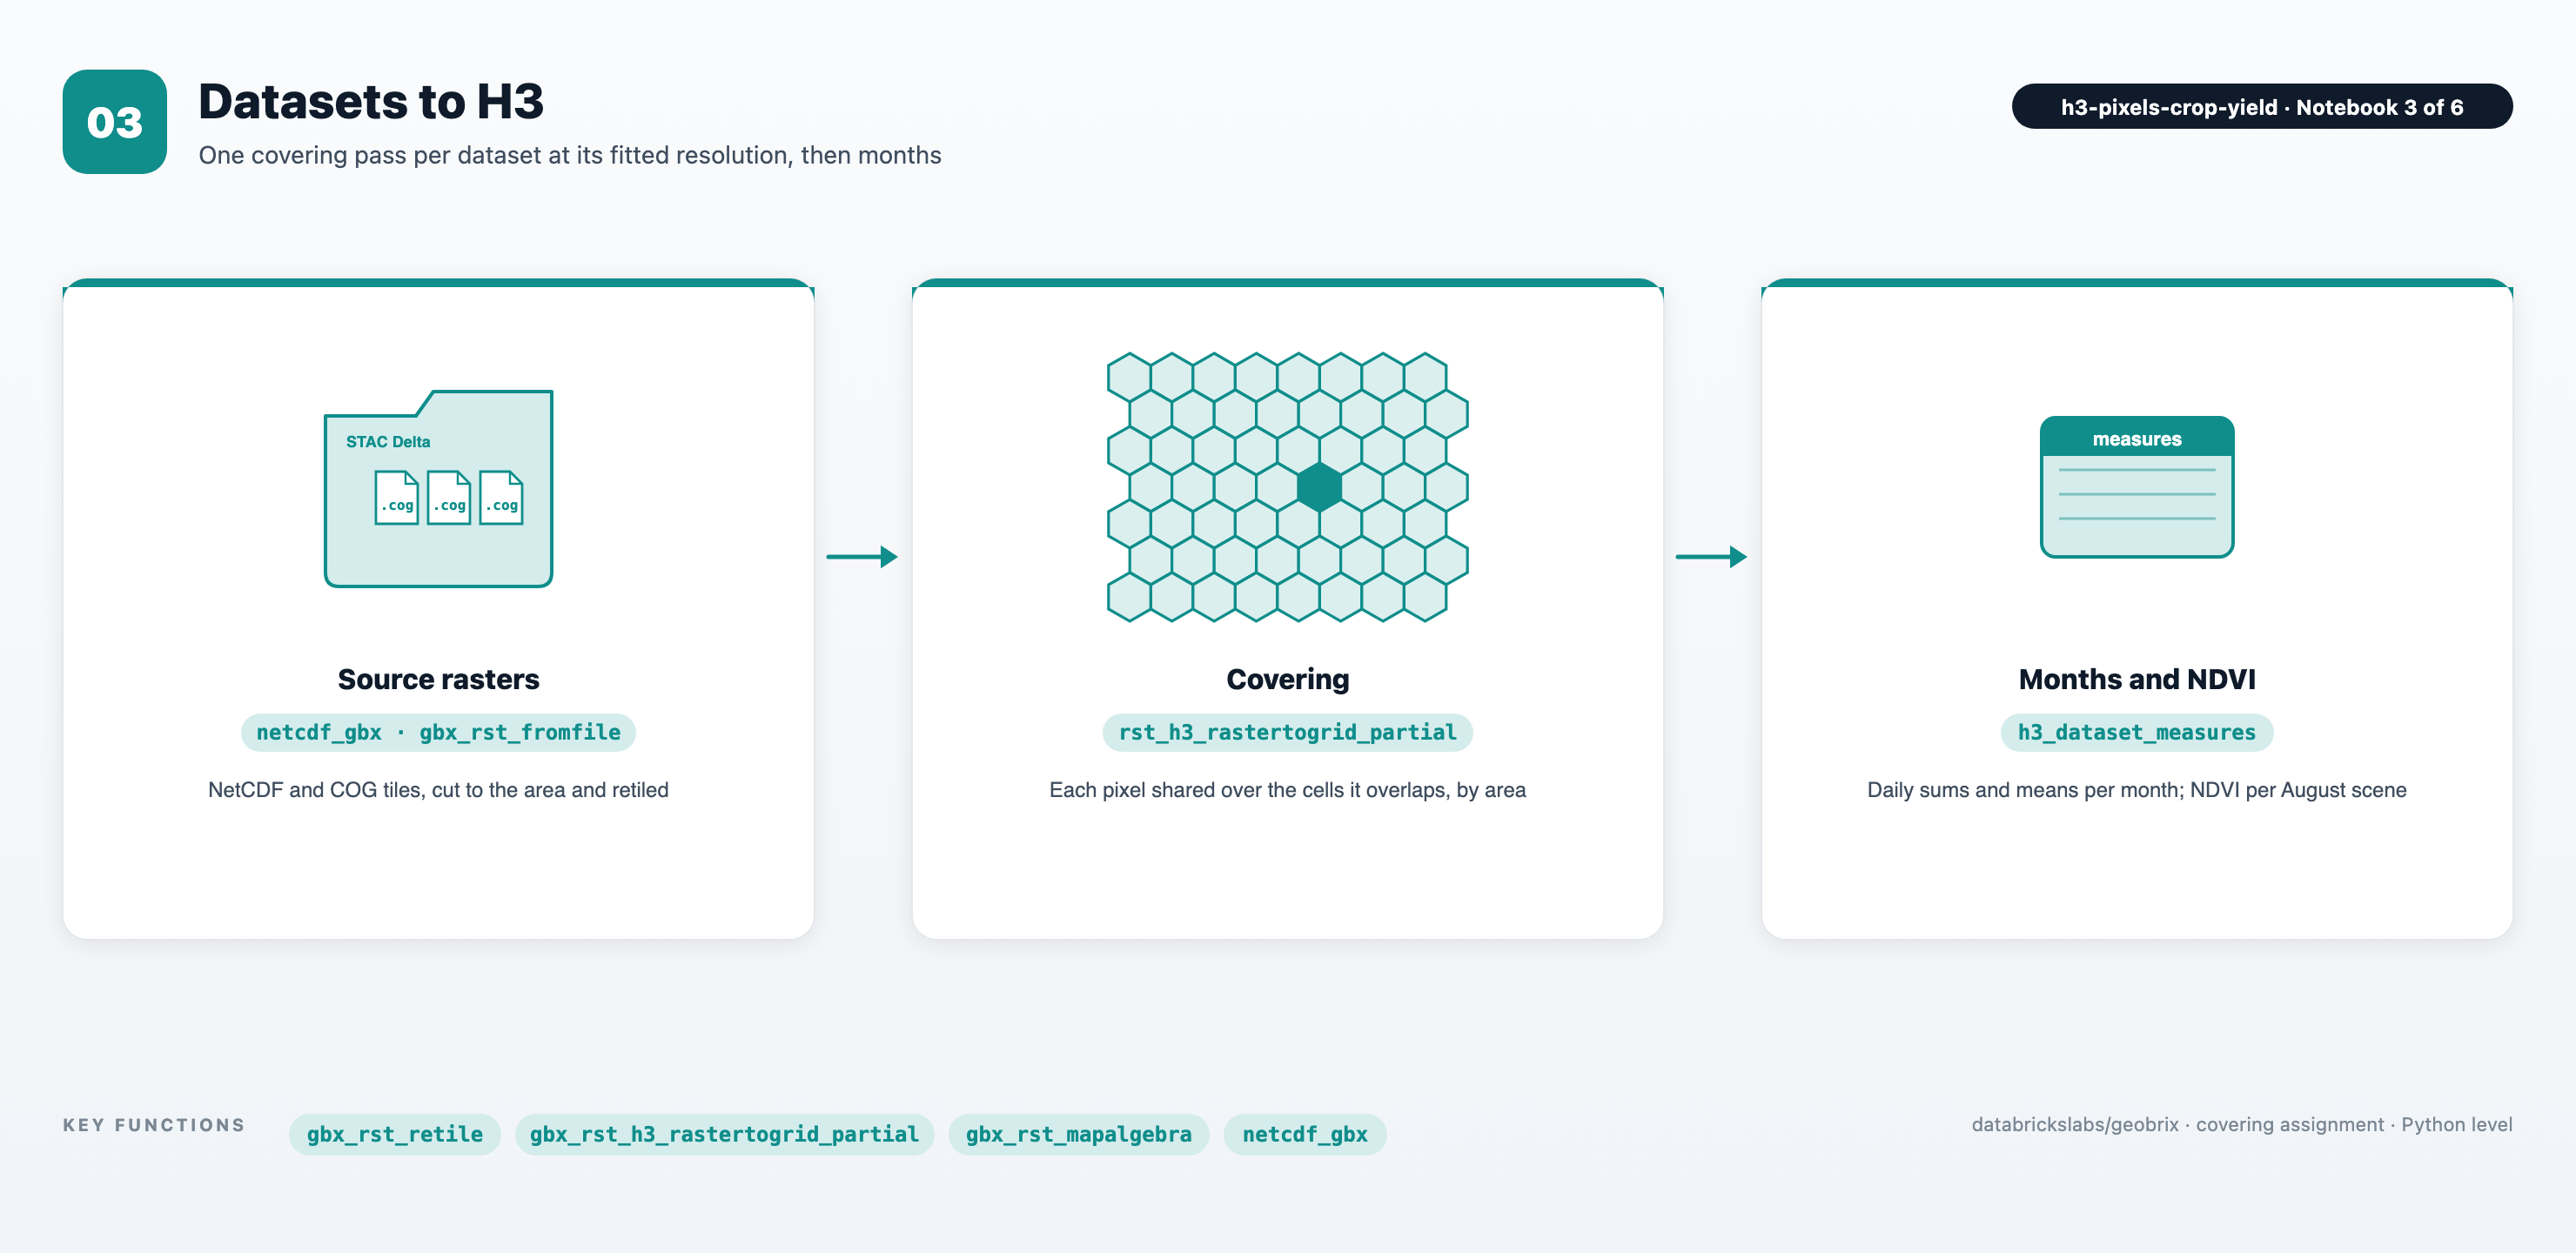 03
Datasets to H3
One covering pass per dataset at its fitted resolution, then months
h3-pixels-crop-yield · Notebook 3 of 6
STAC Delta
.cog .cog .cog
Source rasters
netcdf_gbx · gbx_rst_fromfile
NetCDF and COG tiles, cut to the area and retiled
Covering
rst_h3_rastertogrid_partial
Each pixel shared over the cells it overlaps, by area
measures
Months and NDVI
h3_dataset_measures
Daily sums and means per month; NDVI per August scene
KEY FUNCTIONS
gbx_rst_retile gbx_rst_h3_rastertogrid_partial gbx_rst_mapalgebra netcdf_gbx
databrickslabs/geobrix · covering assignment · Python level